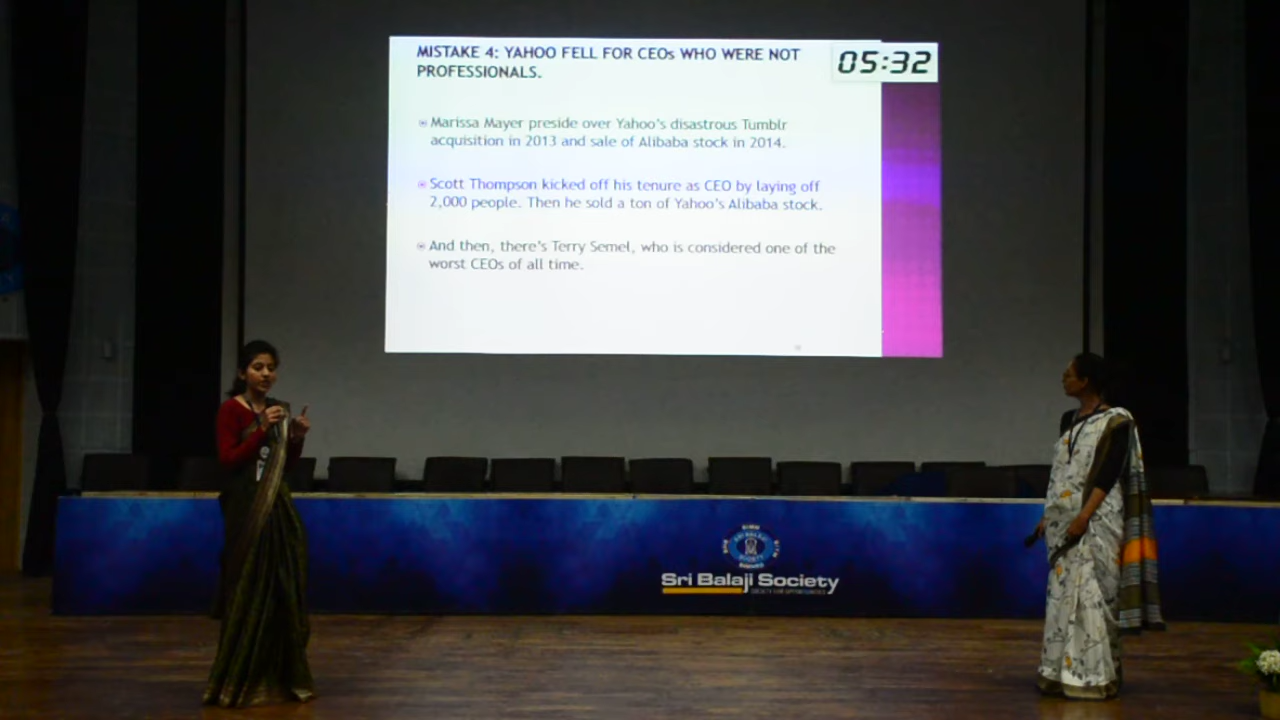 MISTAKE 4: YAHOO FELL FOR CEOs WHO WERE NOT
PROFESSIONALS.
05:32
Marissa Mayer preside over Yahoo's disastrous Tumblr
acquisition in 2013 and sale of Alibaba stock in 2014.
Scott Thompson kicked off his tenure as CEO by laying off
2,000 people. Then he sold a ton of Yahoo's Alibaba stock.
And then, there's Terry Semel, who is considered one of the
worst CEOs of all time.
SRI BALAJI
SOCIETY
Sri Balaji Society